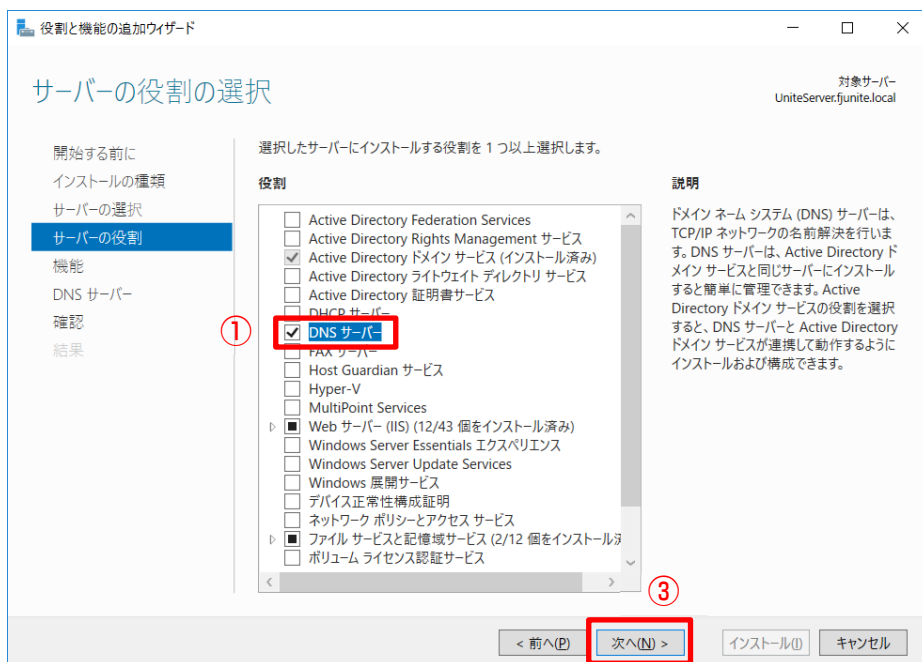 役割と機能の追加ウィザード
サーバーの役割の選択
対象サーバー
UniteServer.fjunite.local
開始する前に
インストールの種類
サーバーの選択
サーバーの役割
機能
DNS サーバー
確認
結果
選択したサーバーにインストールする役割を 1 つ以上選択します。
役割
Active Directory Federation Services
Active Directory Rights Management サービス
Active Directory ドメイン サービス (インストール済み)
Active Directory ライトウェイト ディレクトリ サービス
Active Directory 証明書サービス
DHCP サーバー
①
DNS サーバー
FAX サーバー
Host Guardian サービス
Hyper-V
MultiPoint Services
Web サーバー (IIS) (12/43 個をインストール済み)
Windows Server Essentials エクスペリエンス
Windows Server Update Services
Windows 展開サービス
デバイス正常性構成証明
ネットワーク ポリシーとアクセス サービス
ファイル サービスと記憶域サービス (2/12 個をインストール済
ボリューム ライセンス認証サービス
説明
ドメイン ネーム システム (DNS) サーバーは、
TCP/IP ネットワークの名前解決を行いま
す。DNS サーバーは、Active Directory ド
メイン サービスと同じサーバーにインストール
すると簡単に管理できます。Active
Directory ドメイン サービスの役割を選択
すると、DNS サーバーと Active Directory
ドメイン サービスが連携して動作するように
インストールおよび構成できます。
③
< 前へ(P)
次へ(N) >
インストール(I)
キャンセル